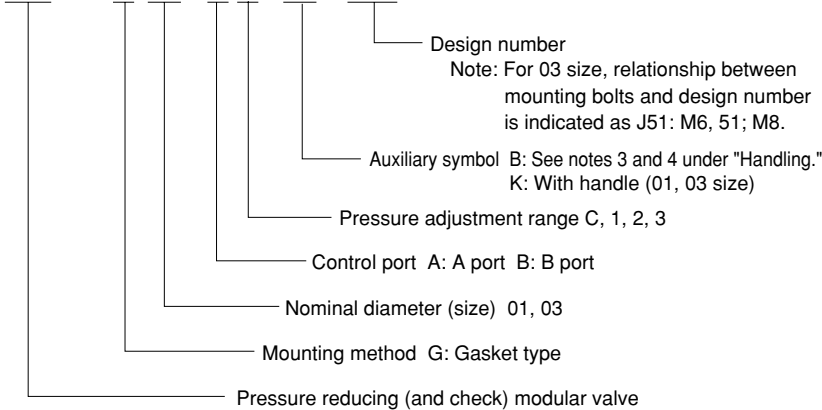 Design number
Note: For 03 size, relationship between
mounting bolts and design number
is indicated as J51: M6, 51; M8.
Auxiliary symbol B: See notes 3 and 4 under "Handling."
K: With handle (01, 03 size)
Pressure adjustment range C, 1, 2, 3
Control port A: A port B: B port
Nominal diameter (size) 01, 03
Mounting method G: Gasket type
Pressure reducing (and check) modular valve